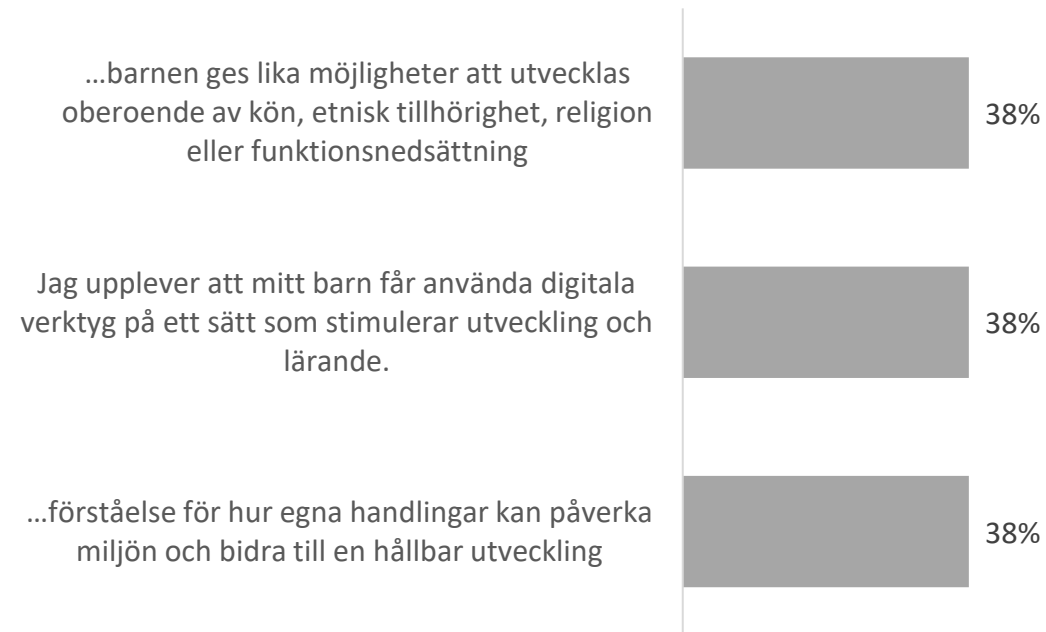 …barnen ges lika möjligheter att utvecklas
oberoende av kön, etnisk tillhörighet, religion
eller funktionsnedsättning
38%
Jag upplever att mitt barn får använda digitala
verktyg på ett sätt som stimulerar utveckling och
lärande.
38%
…förståelse för hur egna handlingar kan påverka
miljön och bidra till en hållbar utveckling
38%